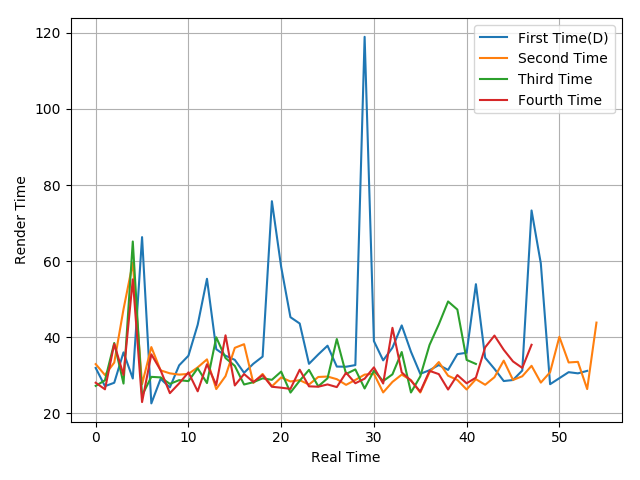 120
100
80
60
40
20
Render Time
0 10 20 30 40 50
Real Time
First Time(D)
Second Time
Third Time
Fourth Time